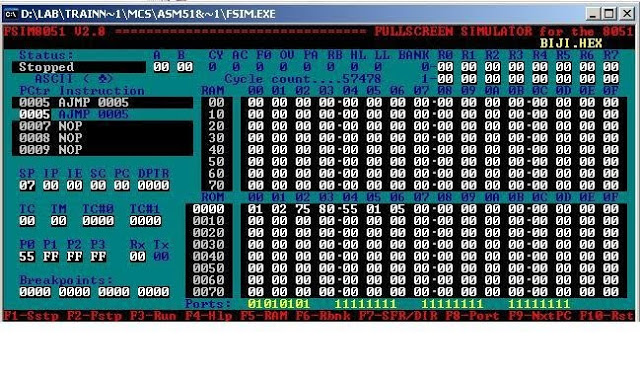 D:\LAB\TRAINN~1\MCS\ASM51&~1\FSIM.EXE
FSIM8051 V2.8 ================================ FULLSCREEN SIMULATOR for the 8051
BIJI.HEX
Status: A B CY AC F0 OV PA RB HL LL BANK R0 R1 R2 R3 R4 R5 R6 R7
Stopped 00 00 0 0 0 0 0 0 0 0 0-00 00 00 00 00 00 00 00
ASCII < ♣> Cycle count....57478 1-00 00 00 00 00 00 00 00
PCtr Instruction RAM 00 01 02 03 04 05 06 07 08 09 0A 0B 0C 0D 0E 0F
0005 AJMP 0005 00 00 00 00 00-00 00 00 00-00 00 00 00-00 00 00 00
0005 AJMP 0005 10 00 00 00 00-00 00 00 00-00 00 00 00-00 00 00 00
0007 NOP 20 00 00 00 00-00 00 00 00-00 00 00 00-00 00 00 00
0008 NOP 30 00 00 00 00-00 00 00 00-00 00 00 00-00 00 00 00
0009 NOP 40 00 00 00 00-00 00 00 00-00 00 00 00-00 00 00 00
50 00 00 00 00-00 00 00 00-00 00 00 00-00 00 00 00
SP IP IE SC PC DPTR 60 00 00 00 00-00 00 00 00-00 00 00 00-00 00 00 00
07 00 00 00 00 0000 70 00 00 00 00-00 00 00 00-00 00 00 00-00 00 00 00
ROM 00 01 02 03 04 05 06 07 08 09 0A 0B 0C 0D 0E 0F
TC TM TC#0 TC#1 0000 01 02 75 80-55 01 05 00-00 00 00 00-00 00 00 00
00 00 0000 0000 0010 00 00 00 00-00 00 00 00-00 00 00 00-00 00 00 00
0020 00 00 00 00-00 00 00 00-00 00 00 00-00 00 00 00
P0 P1 P2 P3 Rx Tx 0030 00 00 00 00-00 00 00 00-00 00 00 00-00 00 00 00
55 FF FF FF 00 00 0040 00 00 00 00-00 00 00 00-00 00 00 00-00 00 00 00
0050 00 00 00 00-00 00 00 00-00 00 00 00-00 00 00 00
Breakpoints: 0060 00 00 00 00-00 00 00 00-00 00 00 00-00 00 00 00
0000 0000 0000 0000 0070 00 00 00 00-00 00 00 00-00 00 00 00-00 00 00 00
Ports: 01010101 11111111 11111111 11111111
F1-Sstp F2-Fstp F3-Run F4-Hlp F5-RAM F6-Rbnk F7-SFR/DIR F8-Port F9-NxtPC F10-Rst